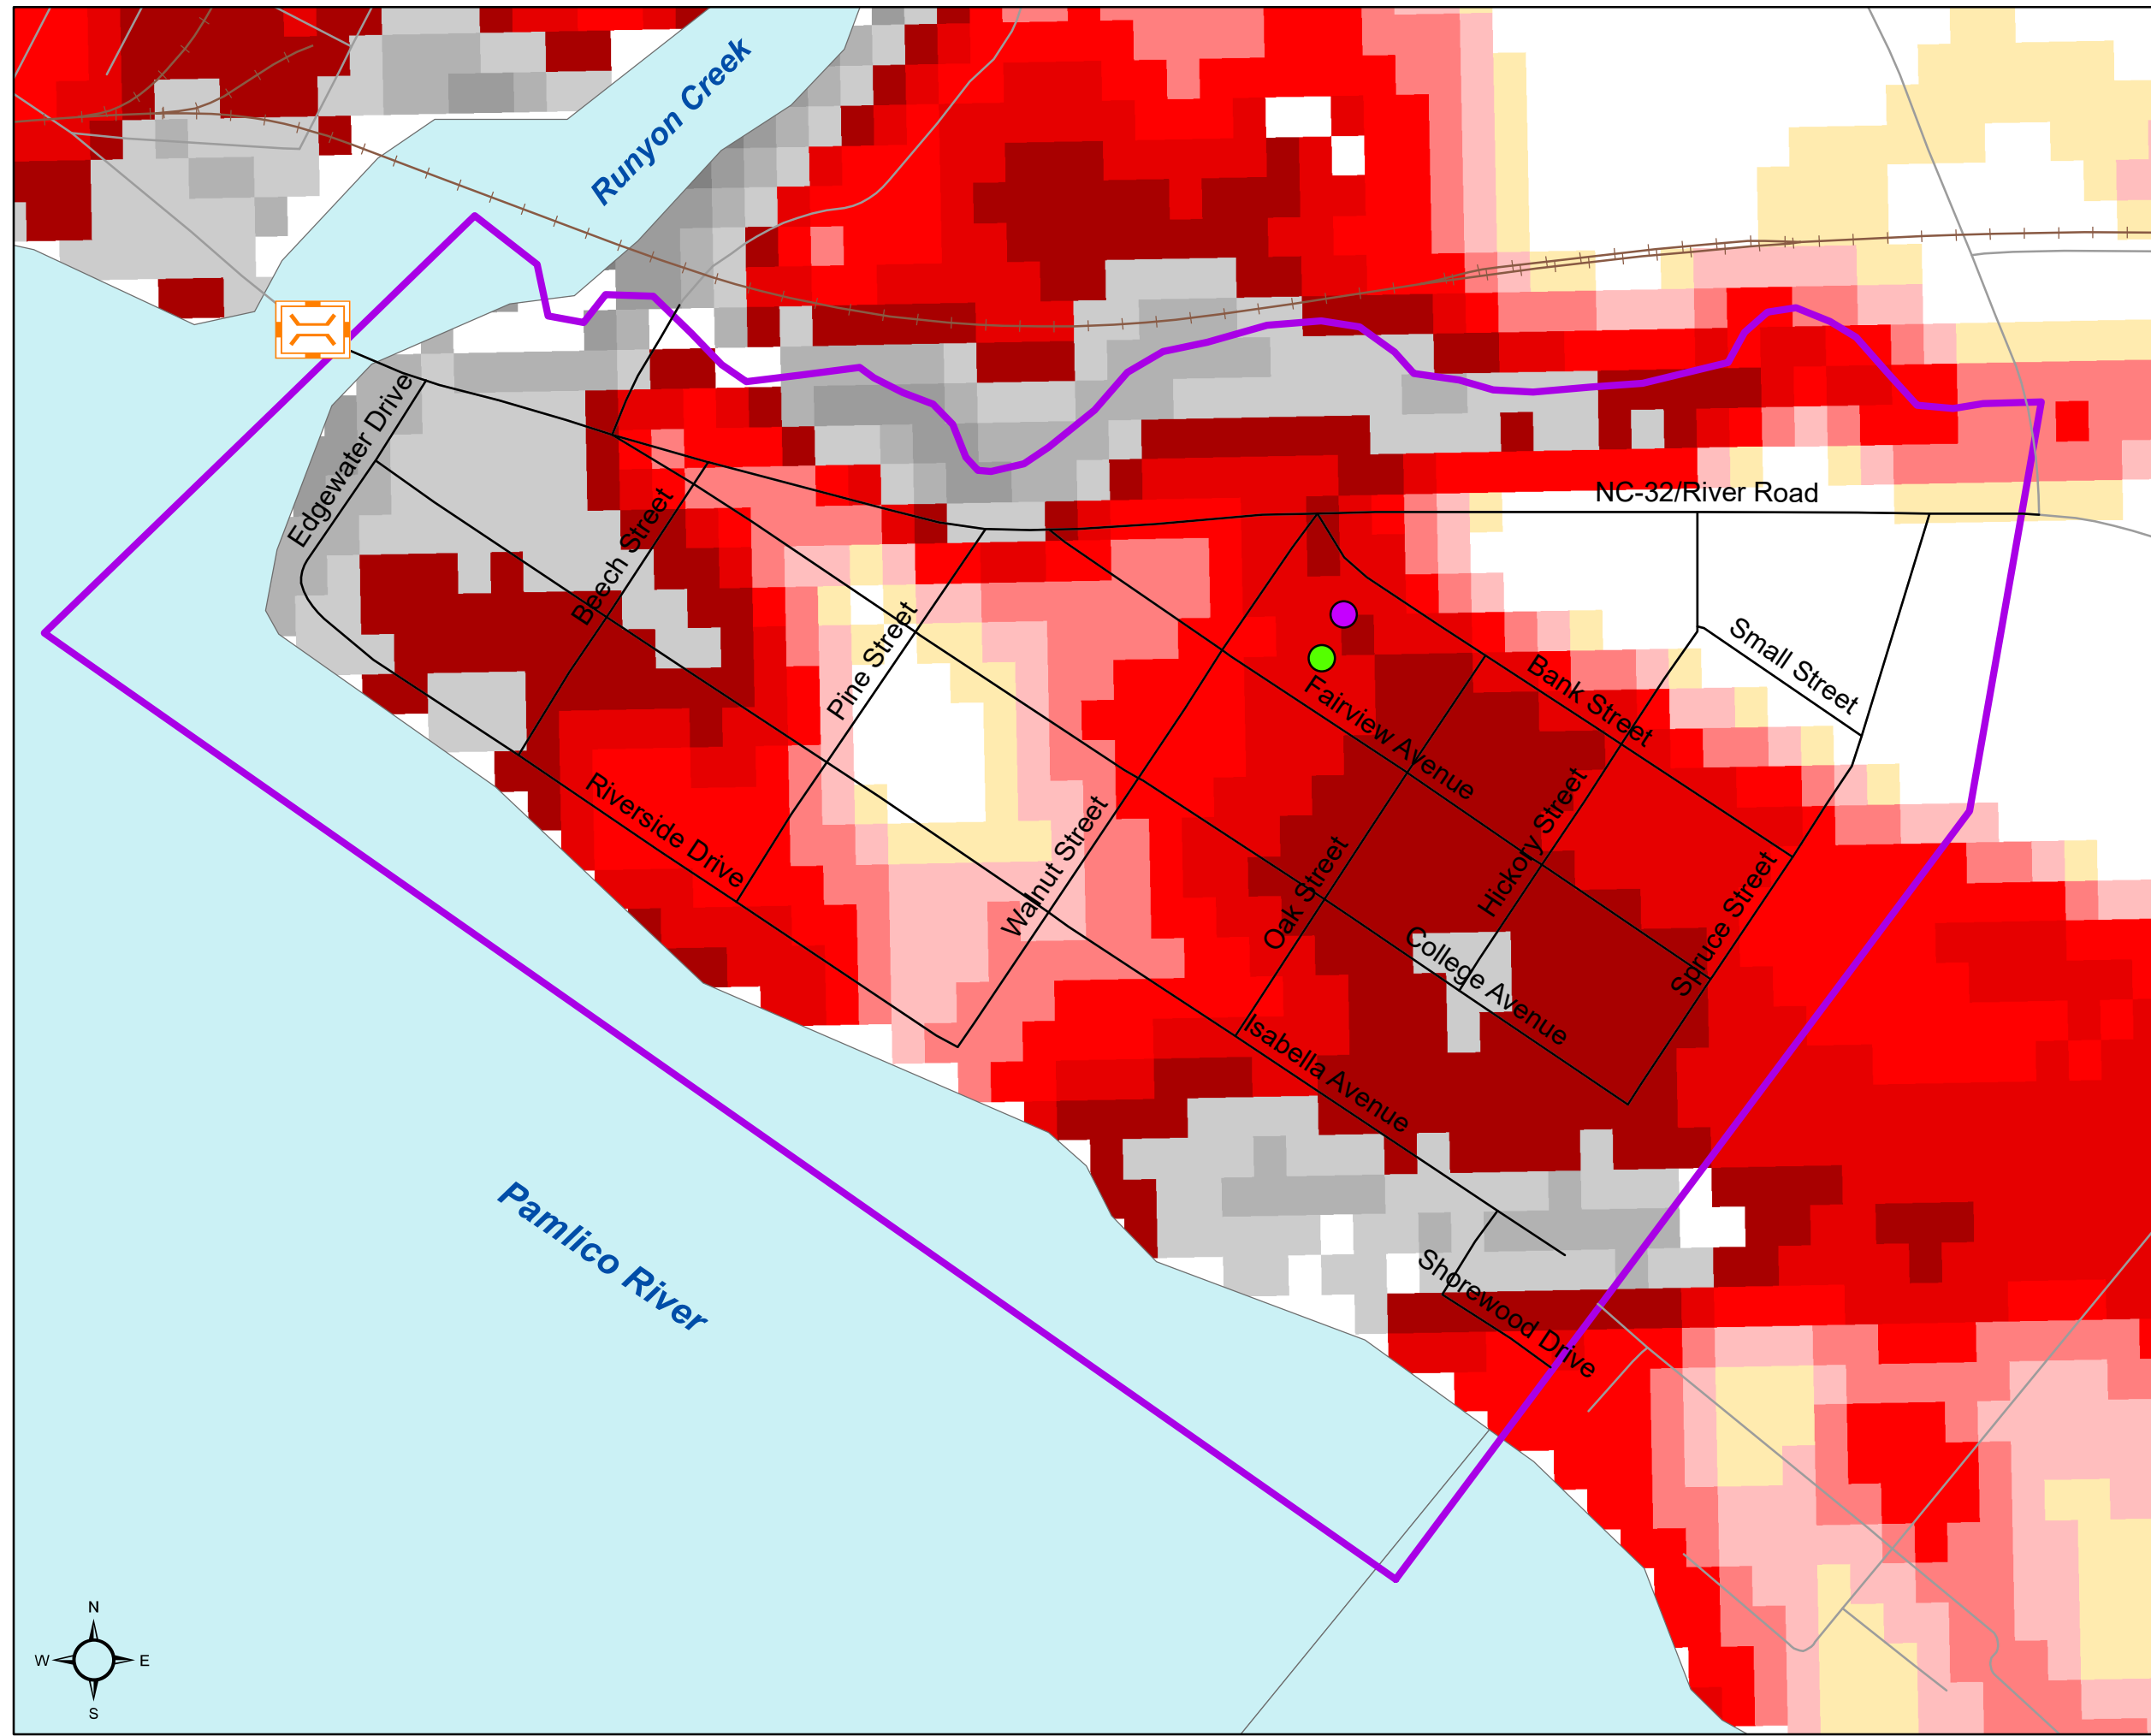 Runyon Creek
Edgewater Drive
Beech Street
NC-32/River Road
Pine Street
Small Street
Bank Street
Fairview Avenue
Riverside Drive
Walnut Street
Hickory Street
Oak Street
Spruce Street
College Avenue
Isabella Avenue
Pamlico River
Shorewood Drive
N
W E
S